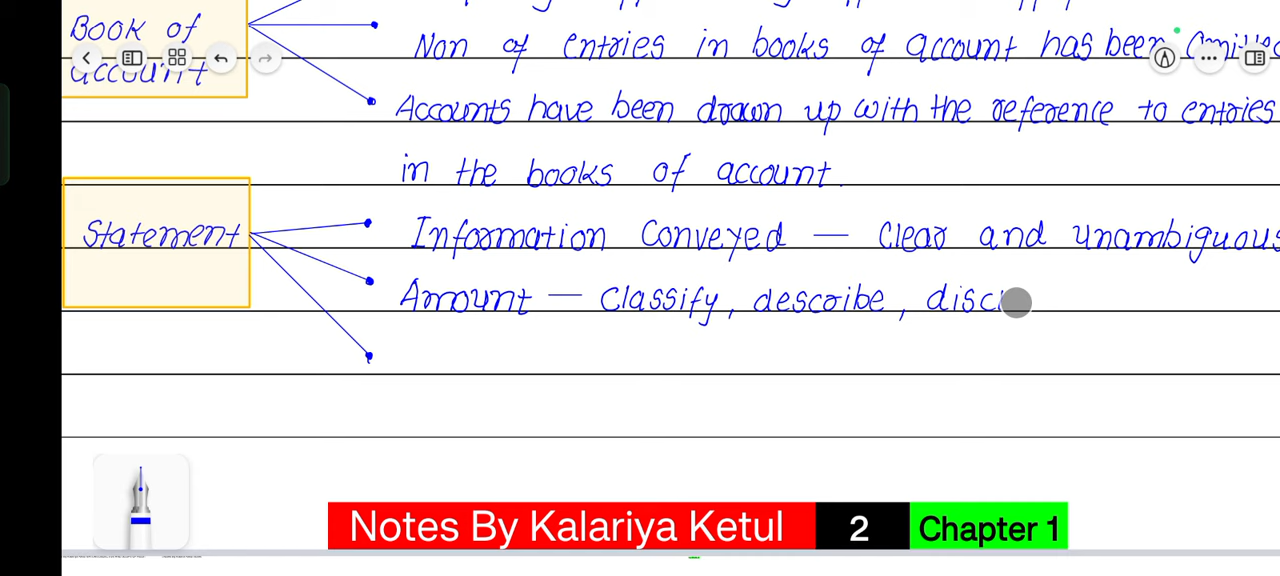 Book of
account
Non of entries in books of account has been
Accounts have been drawn up with the reference to entries
in the books of account.
Statement
Information Conveyed — Clear and unambiguous
Amount — Classify, describe, disc
Notes By Kalariya Ketul 2 Chapter 1